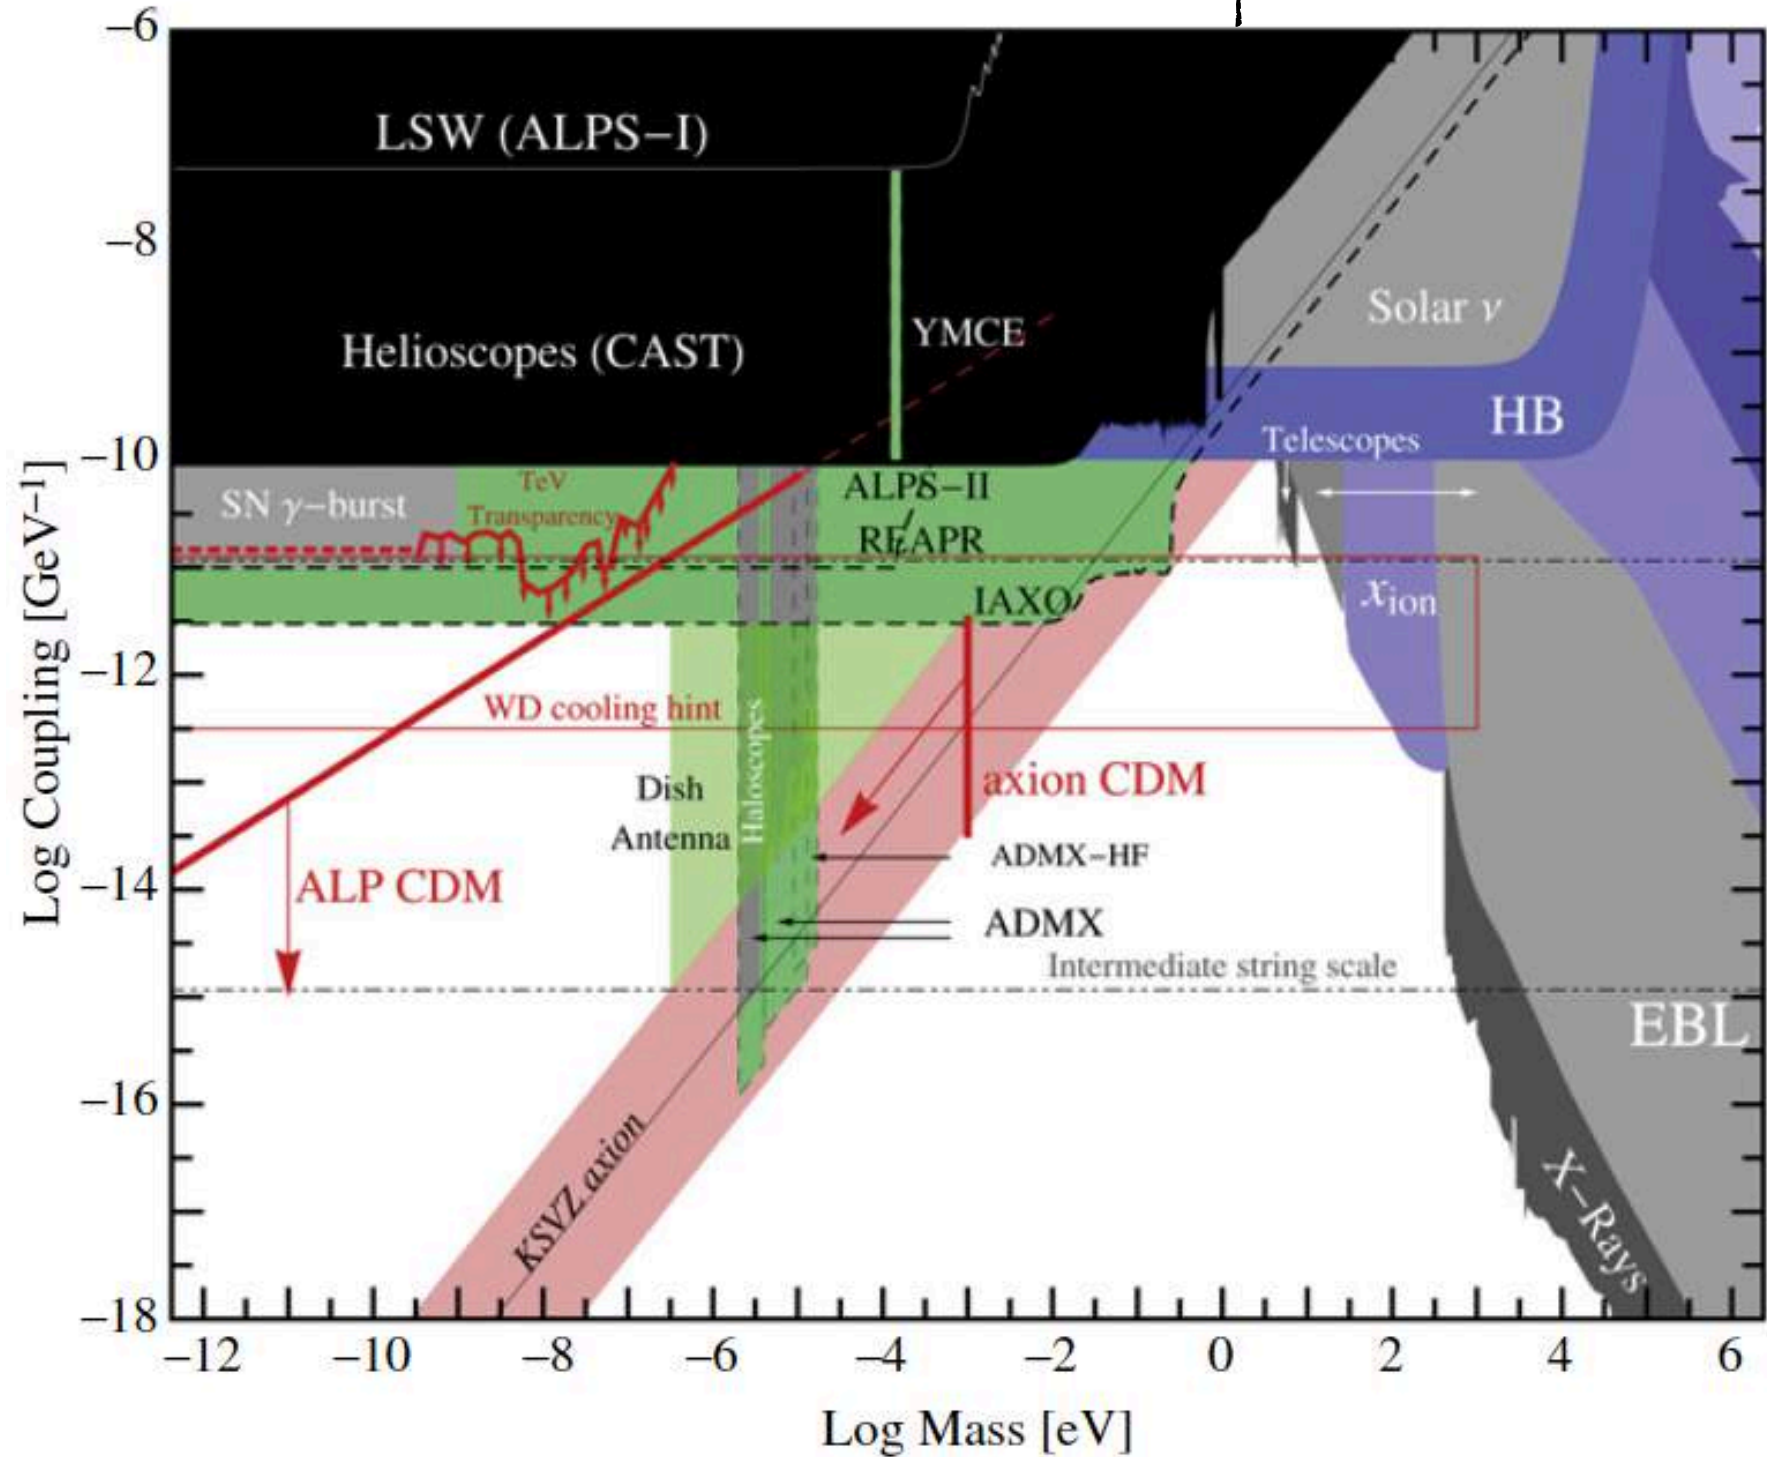 −6
LSW (ALPS−I)
−8
Solar ν
YMCE
Helioscopes (CAST)
HB
Telescopes
−10
TeV
ALPS−II
SN γ−burst
Transparency
REAPR
xion
IAXO
−12
WD cooling hint
Haloscopes
Dish
axion CDM
Antenna
ADMX−HF
−14
ALP CDM
ADMX
Intermediate string scale
EBL
−16
KSVZ axion
X−Rays
−18
−12 −10 −8 −6 −4 −2 0 2 4 6
Log Mass [eV]
Log Coupling [GeV⁻¹]